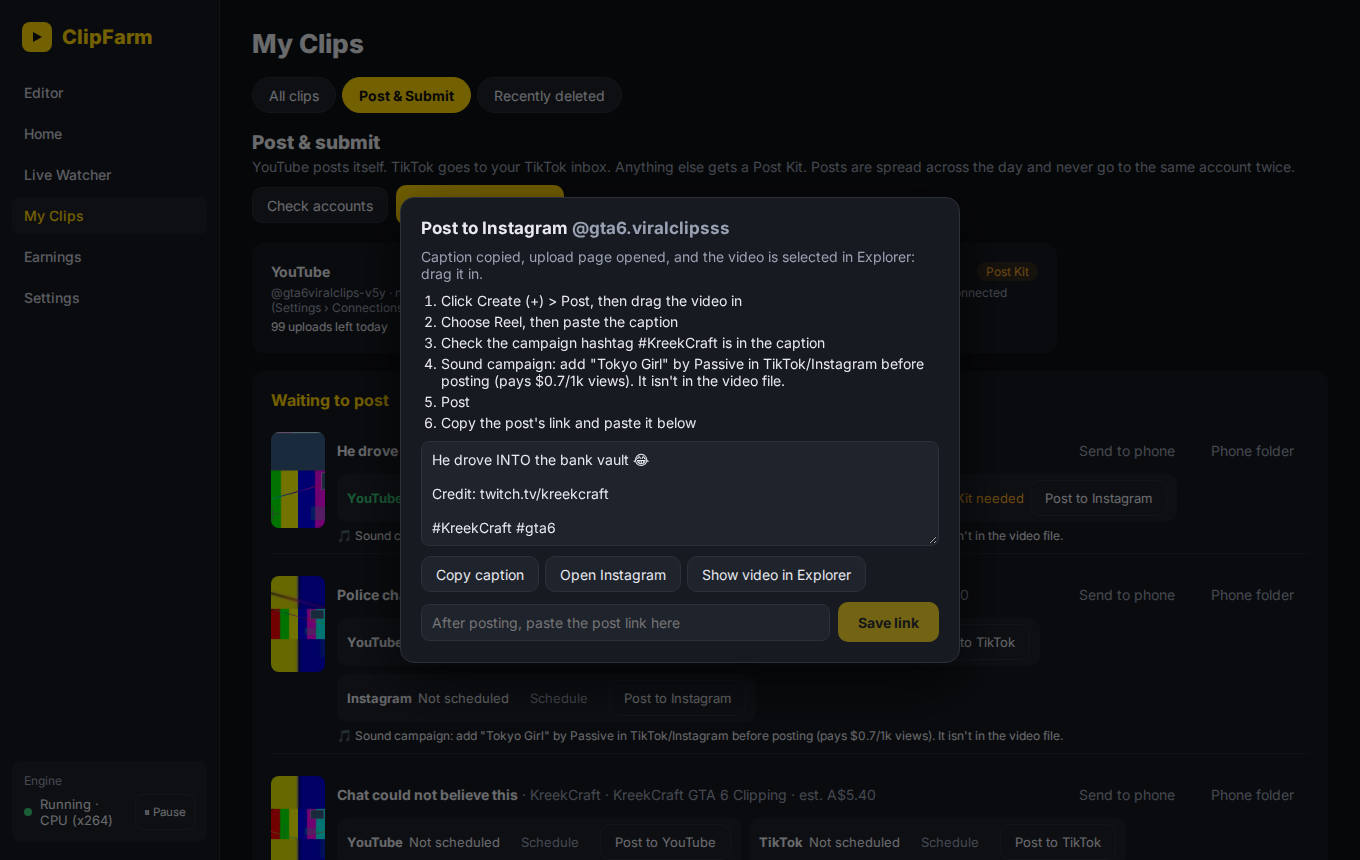 ClipFarm
Editor
Home
Live Watcher
My Clips
Earnings
Settings
Engine
Running ·
CPU (x264)
Pause
My Clips
All clips
Post & Submit
Recently deleted
Post & submit
YouTube posts itself. TikTok goes to your TikTok inbox. Anything else gets a Post Kit. Posts are spread across the day and never go to the same account twice.
Check accounts
YouTube
@gta6viralclips-v5y ·
(Settings › Connections
99 uploads left today
Post Kit
Post to Instagram @gta6.viralclipsss
Caption copied, upload page opened, and the video is selected in Explorer:
drag it in.
1. Click Create (+) > Post, then drag the video in
2. Choose Reel, then paste the caption
3. Check the campaign hashtag #KreekCraft is in the caption
4. Sound campaign: add "Tokyo Girl" by Passive in TikTok/Instagram before
posting (pays $0.7/1k views). It isn't in the video file.
5. Post
6. Copy the post's link and paste it below
He drove INTO the bank vault 😂
Credit: twitch.tv/kreekcraft
#KreekCraft #gta6
Copy caption
Open Instagram
Show video in Explorer
After posting, paste the post link here
Save link
Waiting to post
He drove
Send to phone
Phone folder
YouTube
Kit needed
Post to Instagram
🎵 Sound c
n't in the video file.
Police ch
0
Send to phone
Phone folder
YouTube
to TikTok
Instagram Not scheduled
Schedule
Post to Instagram
🎵 Sound campaign: add "Tokyo Girl" by Passive in TikTok/Instagram before posting (pays $0.7/1k views). It isn't in the video file.
Chat could not believe this · KreekCraft · KreekCraft GTA 6 Clipping · est. A$5.40
Send to phone
Phone folder
YouTube Not scheduled
Schedule
Post to YouTube
TikTok Not scheduled
Schedule
Post to TikTok